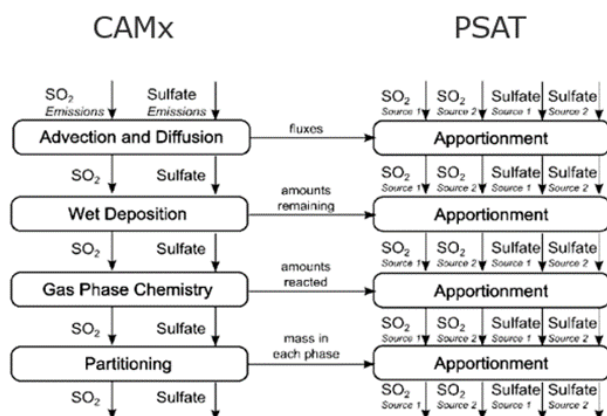 CAMx PSAT
SO2 Sulfate
Emissions Emissions
SO2 SO2 Sulfate Sulfate
Source 1 Source 2 Source 1 Source 2
Advection and Diffusion
fluxes
Apportionment
SO2 Sulfate
SO2 SO2 Sulfate Sulfate
Source 1 Source 2 Source 1 Source 2
Wet Deposition
amounts
remaining
Apportionment
SO2 Sulfate
SO2 SO2 Sulfate Sulfate
Source 1 Source 2 Source 1 Source 2
Gas Phase Chemistry
amounts
reacted
Apportionment
SO2 Sulfate
SO2 SO2 Sulfate Sulfate
Source 1 Source 2 Source 1 Source 2
Partitioning
mass in
each phase
Apportionment
SO2 Sulfate
SO2 SO2 Sulfate Sulfate
Source 1 Source 2 Source 1 Source 2